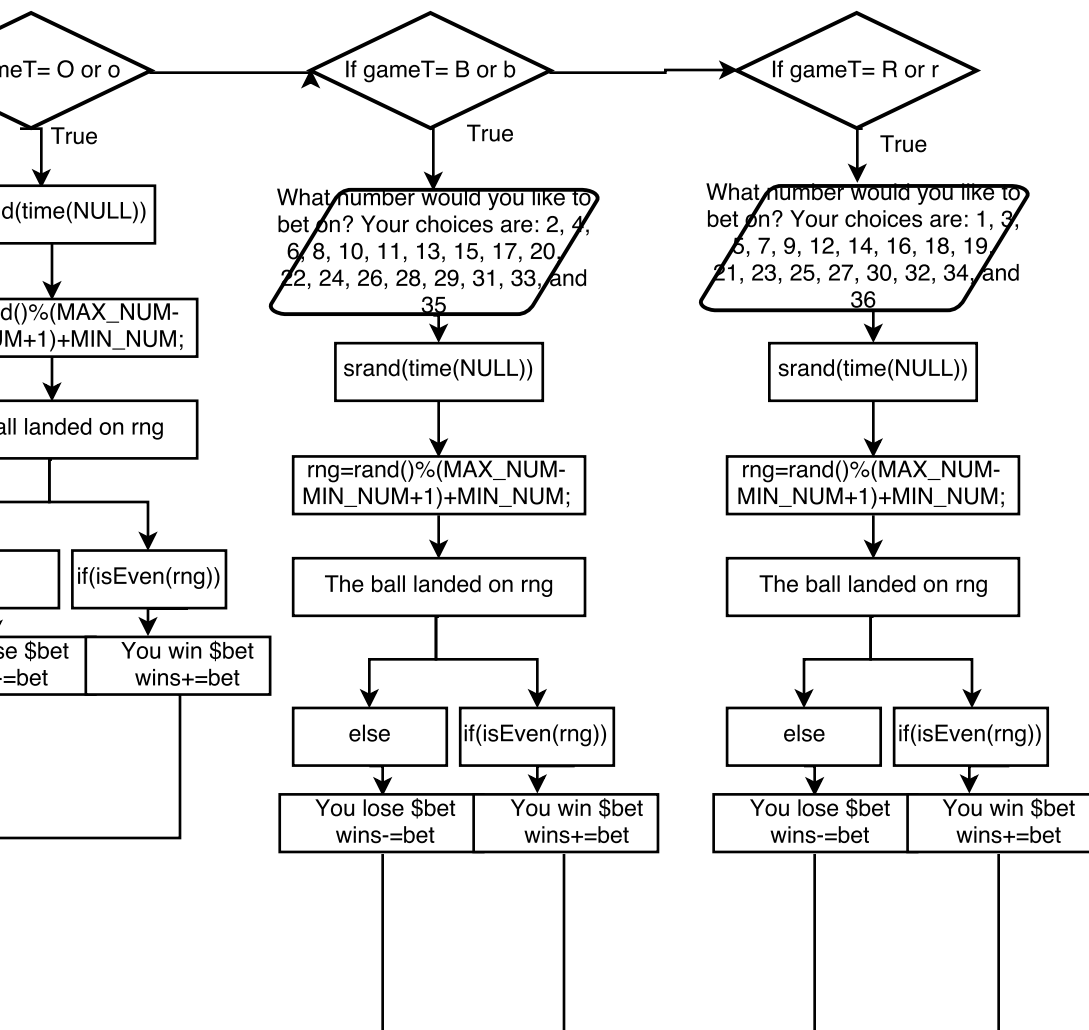 meT= O or o
True
d(time(NULL))
d()%(MAX_NUM-
UM+1)+MIN_NUM;
all landed on rng
if(isEven(rng))
se $bet
-=bet
You win $bet
wins+=bet
If gameT= B or b
True
What number would you like to
bet on? Your choices are: 2, 4,
6, 8, 10, 11, 13, 15, 17, 20,
22, 24, 26, 28, 29, 31, 33, and
35
srand(time(NULL))
rng=rand()%(MAX_NUM-
MIN_NUM+1)+MIN_NUM;
The ball landed on rng
else
if(isEven(rng))
You lose $bet
wins-=bet
You win $bet
wins+=bet
If gameT= R or r
True
What number would you like to
bet on? Your choices are: 1, 3,
5, 7, 9, 12, 14, 16, 18, 19,
21, 23, 25, 27, 30, 32, 34, and
36
srand(time(NULL))
rng=rand()%(MAX_NUM-
MIN_NUM+1)+MIN_NUM;
The ball landed on rng
else
if(isEven(rng))
You lose $bet
wins-=bet
You win $bet
wins+=bet